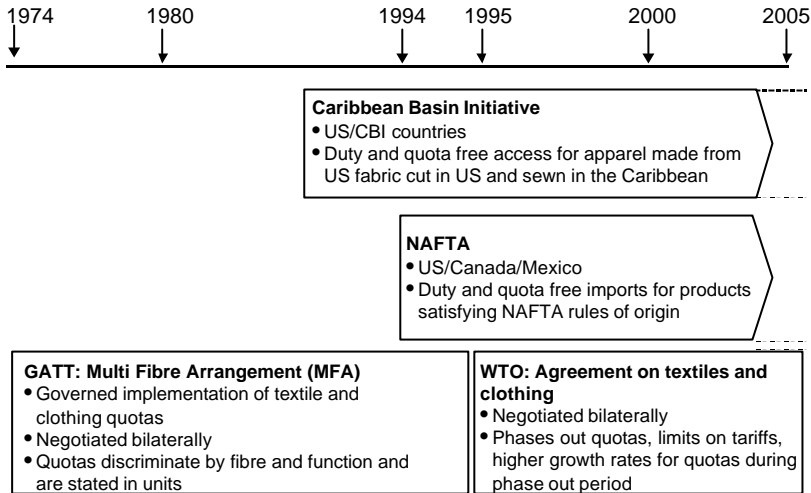 1974 1980 1994 1995 2000 2005
Caribbean Basin Initiative
• US/CBI countries
• Duty and quota free access for apparel made from
US fabric cut in US and sewn in the Caribbean
NAFTA
• US/Canada/Mexico
• Duty and quota free imports for products
satisfying NAFTA rules of origin
GATT: Multi Fibre Arrangement (MFA)
• Governed implementation of textile and
clothing quotas
• Negotiated bilaterally
• Quotas discriminate by fibre and function and
are stated in units
WTO: Agreement on textiles and
clothing
• Negotiated bilaterally
• Phases out quotas, limits on tariffs,
higher growth rates for quotas during
phase out period